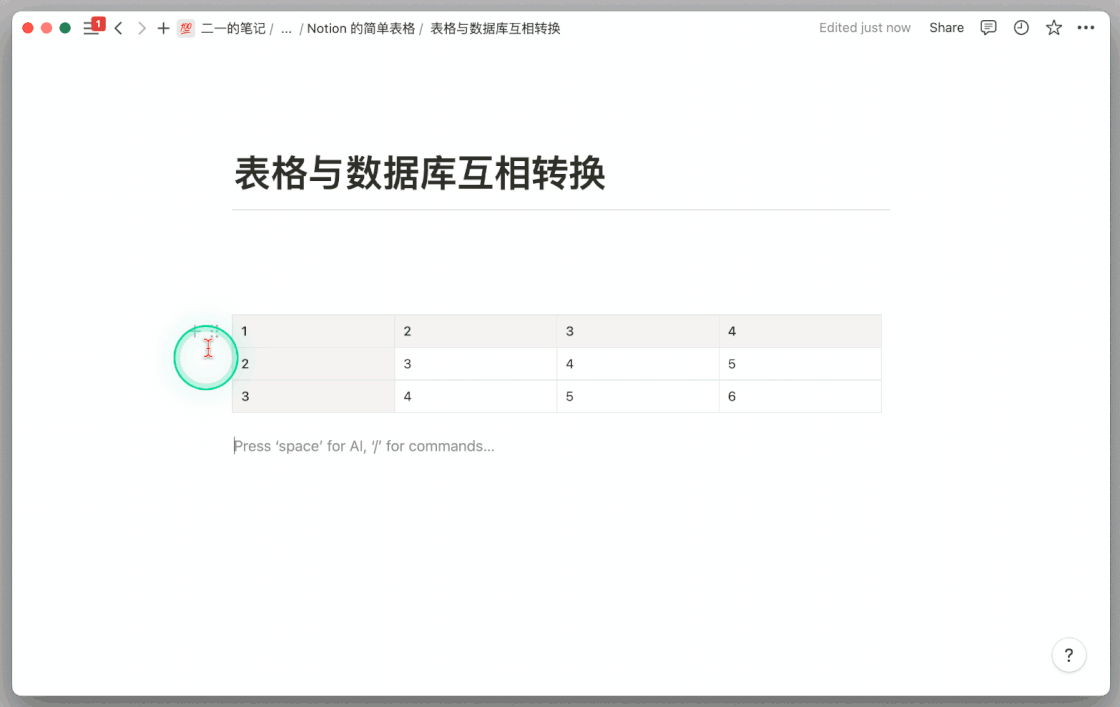 1
二一的笔记 / ... / Notion 的简单表格 / 表格与数据库互相转换
Edited just now Share
表格与数据库互相转换
1 2 3 4
2 3 4 5
3 4 5 6
Press ‘space’ for AI, ‘/’ for commands...
?